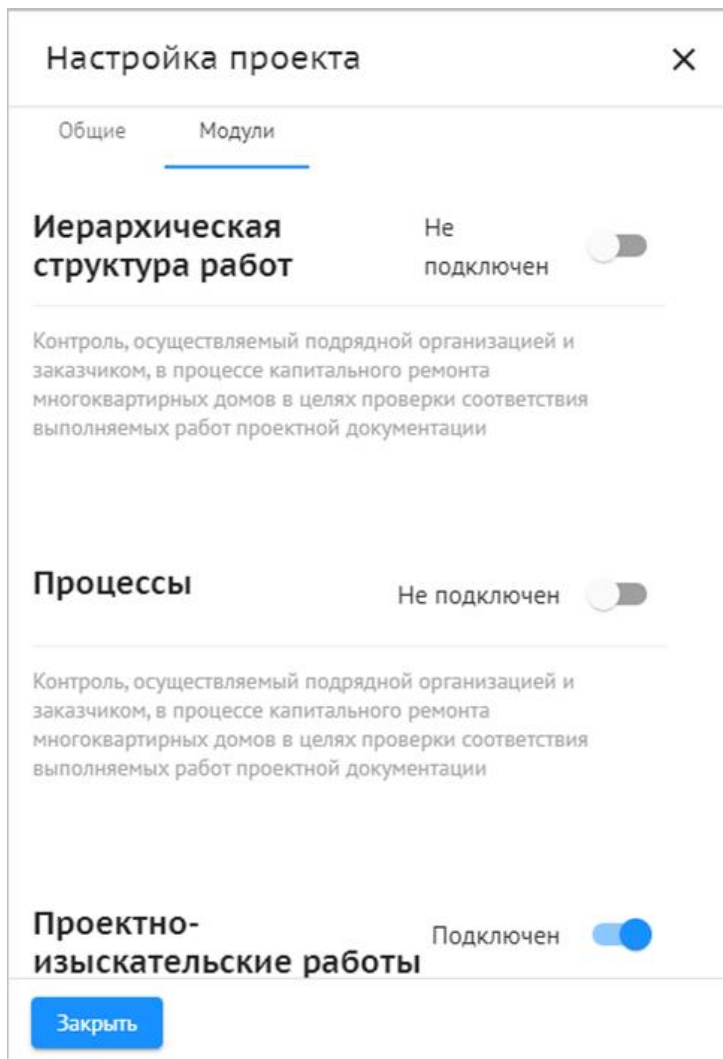 Настройка проекта
Общие Модули
Иерархическая
структура работ
Не
подключен
Контроль, осуществляемый подрядной организацией и
заказчиком, в процессе капитального ремонта
многоквартирных домов в целях проверки соответствия
выполняемых работ проектной документации
Процессы
Не подключен
Контроль, осуществляемый подрядной организацией и
заказчиком, в процессе капитального ремонта
многоквартирных домов в целях проверки соответствия
выполняемых работ проектной документации
Проектно-
изыскательские работы
Подключен
Закрыть